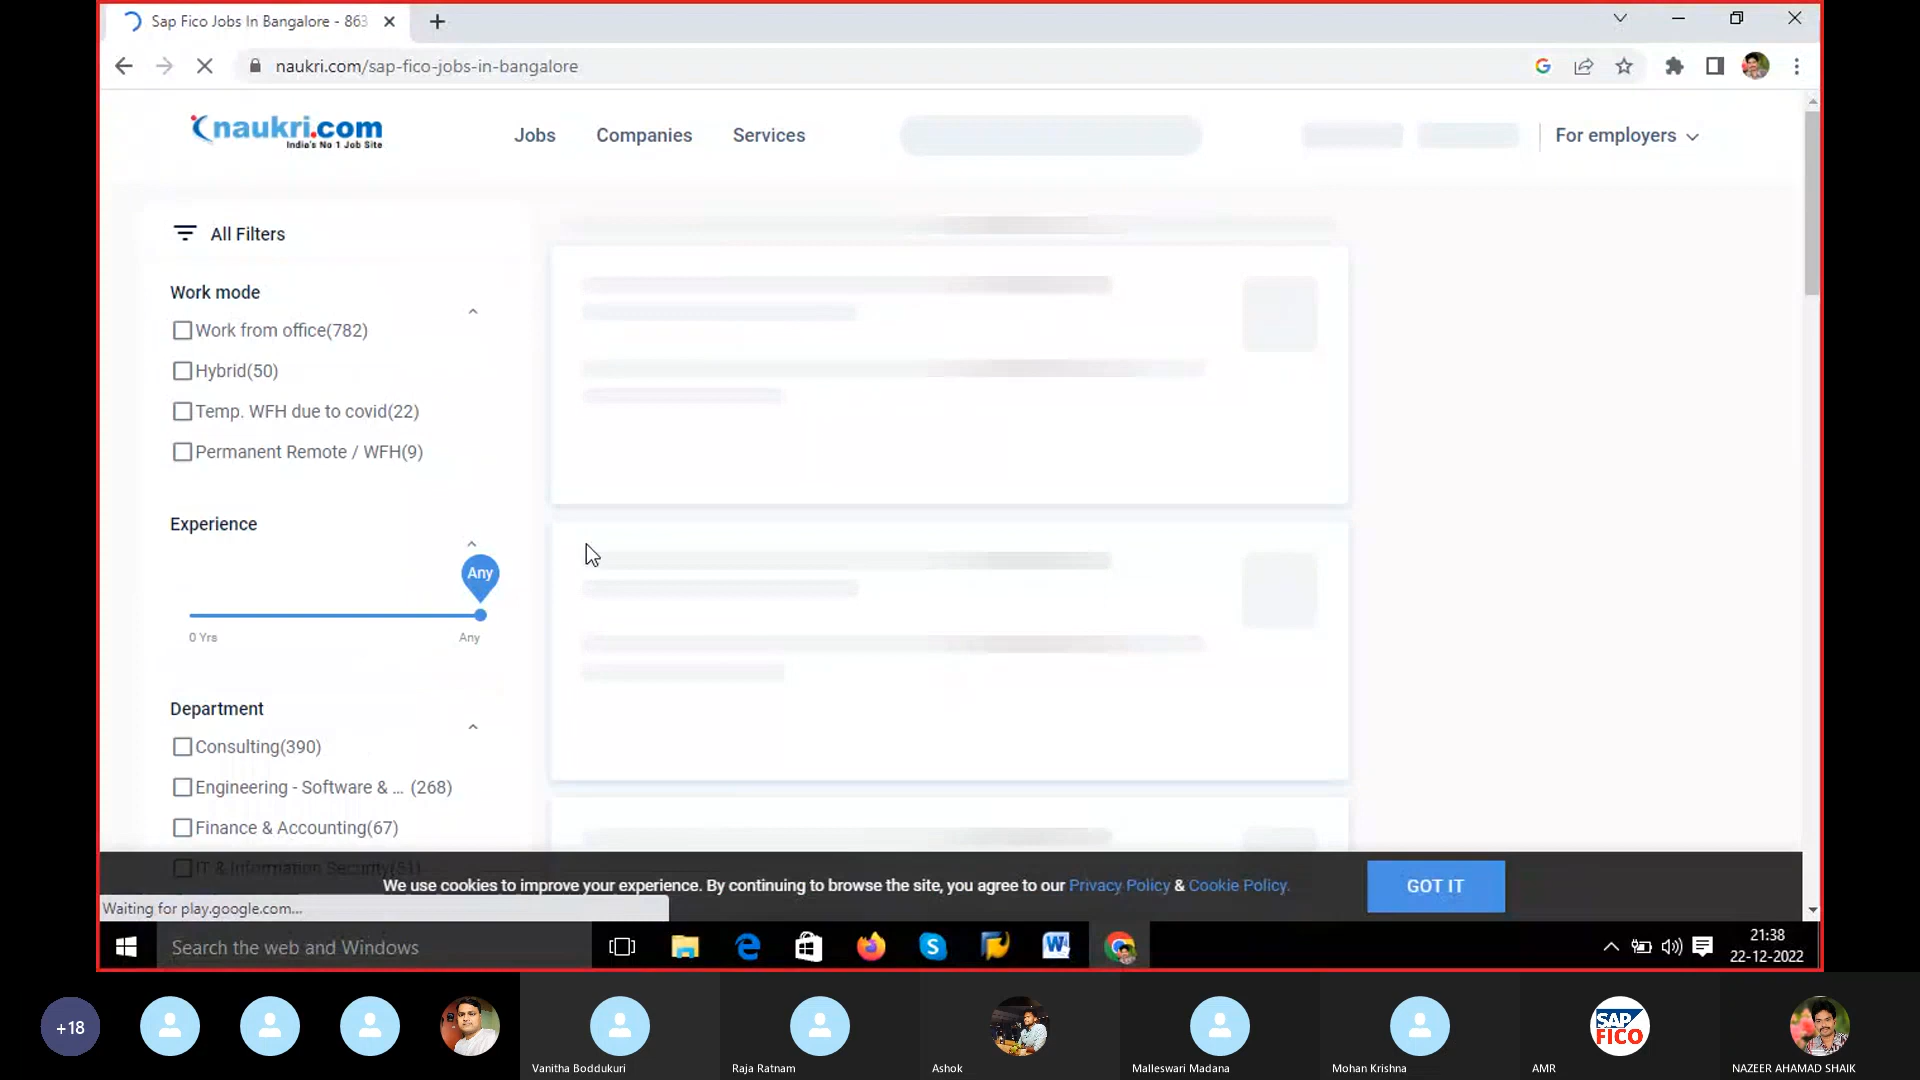 Sap Fico Jobs In Bangalore - 863
naukri.com/sap-fico-jobs-in-bangalore
naukri.com
India's No 1 Job Site
Jobs
Companies
Services
For employers
All Filters
Work mode
Work from office(782)
Hybrid(50)
Temp. WFH due to covid(22)
Permanent Remote / WFH(9)
Experience
Any
0 Yrs
Any
Department
Consulting(390)
Engineering - Software & ... (268)
Finance & Accounting(67)
IT & Information Security(51)
We use cookies to improve your experience. By continuing to browse the site, you agree to our Privacy Policy & Cookie Policy.
GOT IT
Waiting for play.google.com...
Search the web and Windows
21:38
22-12-2022
+18
Vanitha Boddukuri
Raja Ratnam
Ashok
Malleswari Madana
Mohan Krishna
SAP
FICO
AMR
NAZEER AHAMAD SHAIK